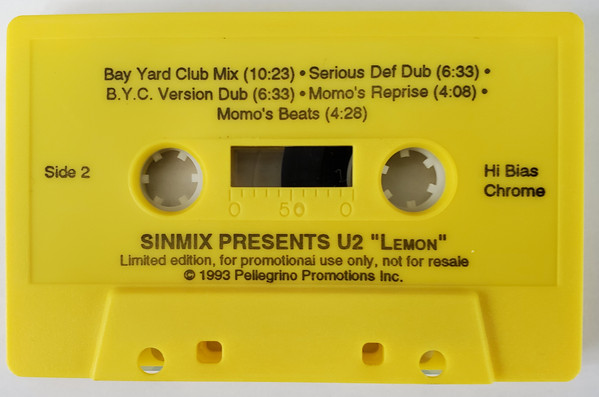 Bay Yard Club Mix (10:23) • Serious Def Dub (6:33) •
B.Y.C. Version Dub (6:33) • Momo's Reprise (4:08) •
Momo's Beats (4:28)
Side 2
Hi Bias
Chrome
0 50 0
SINMIX PRESENTS U2 "LEMON"
Limited edition, for promotional use only, not for resale
© 1993 Pellegrino Promotions Inc.